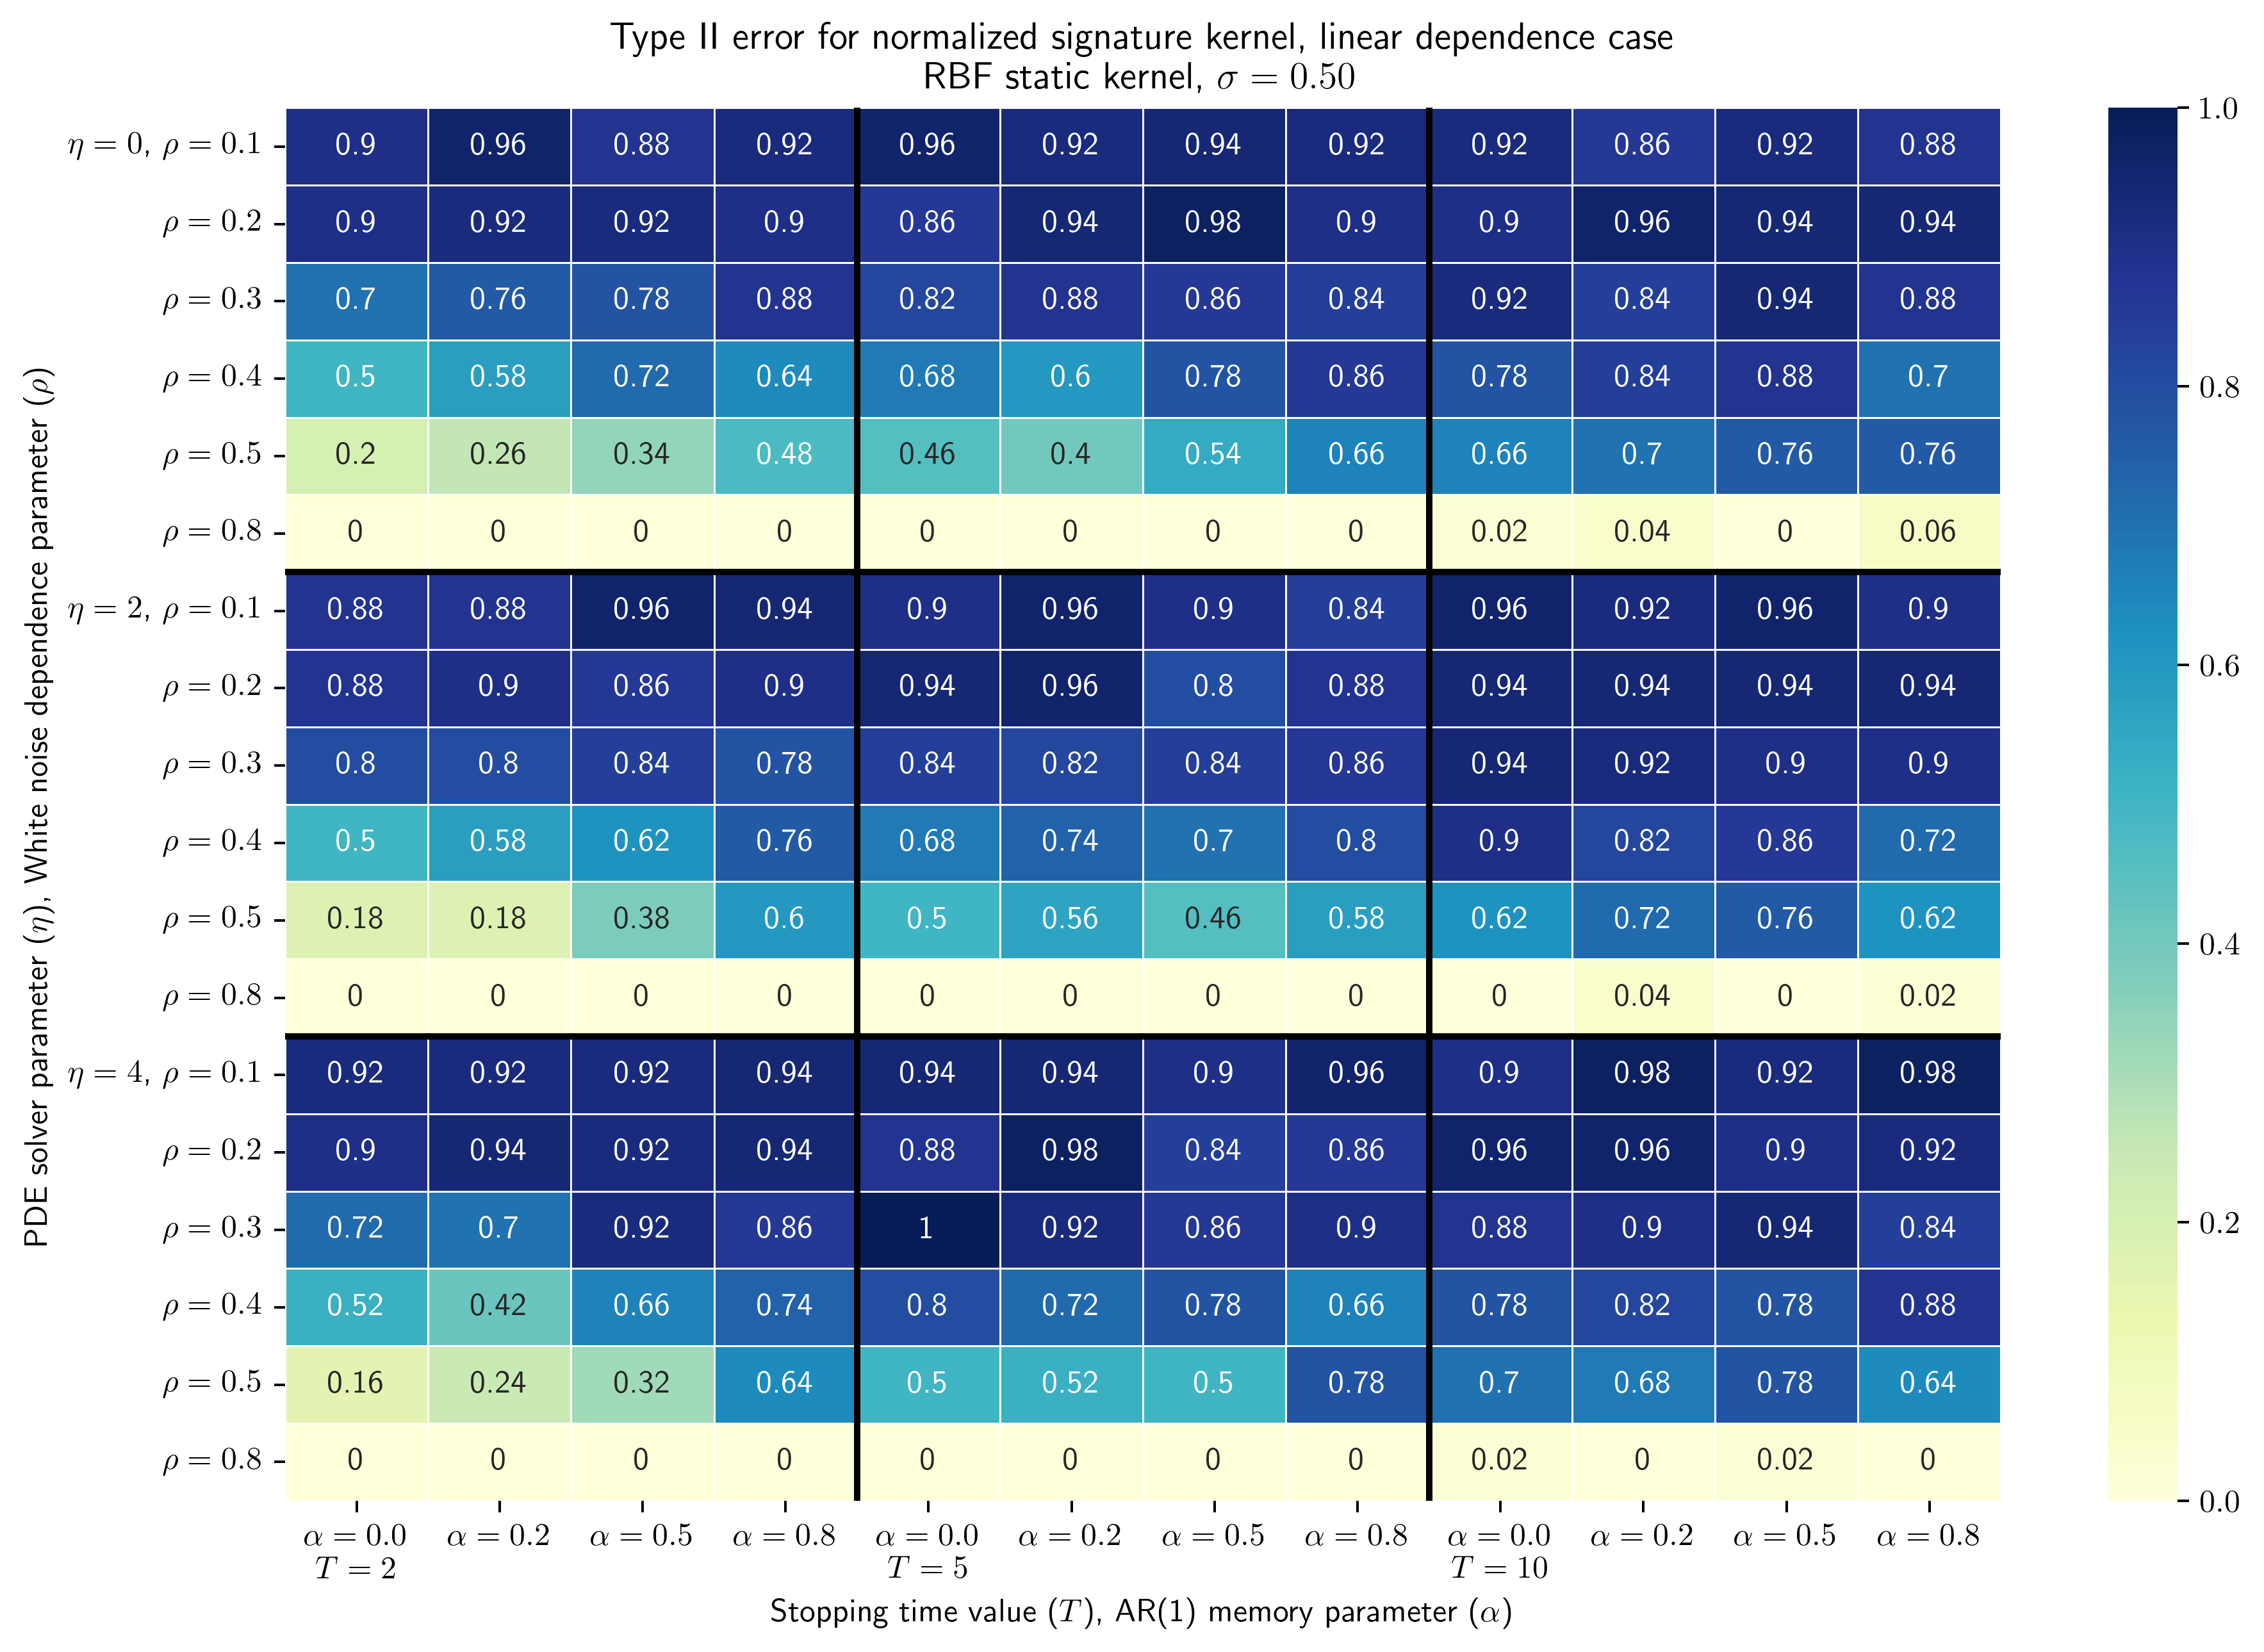 Type II error for normalized signature kernel, linear dependence case
RBF static kernel, σ = 0.50
PDE solver parameter (η), White noise dependence parameter (ρ)
η = 0, ρ = 0.1 0.9 0.96 0.88 0.92 0.96 0.92 0.94 0.92 0.92 0.86 0.92 0.88
ρ = 0.2 0.9 0.92 0.92 0.9 0.86 0.94 0.98 0.9 0.9 0.96 0.94 0.94
ρ = 0.3 0.7 0.76 0.78 0.88 0.82 0.88 0.86 0.84 0.92 0.84 0.94 0.88
ρ = 0.4 0.5 0.58 0.72 0.64 0.68 0.6 0.78 0.86 0.78 0.84 0.88 0.7
ρ = 0.5 0.2 0.26 0.34 0.48 0.46 0.4 0.54 0.66 0.66 0.7 0.76 0.76
ρ = 0.8 0 0 0 0 0 0 0 0 0.02 0.04 0 0.06
η = 2, ρ = 0.1 0.88 0.88 0.96 0.94 0.9 0.96 0.9 0.84 0.96 0.92 0.96 0.9
ρ = 0.2 0.88 0.9 0.86 0.9 0.94 0.96 0.8 0.88 0.94 0.94 0.94 0.94
ρ = 0.3 0.8 0.8 0.84 0.78 0.84 0.82 0.84 0.86 0.94 0.92 0.9 0.9
ρ = 0.4 0.5 0.58 0.62 0.76 0.68 0.74 0.7 0.8 0.9 0.82 0.86 0.72
ρ = 0.5 0.18 0.18 0.38 0.6 0.5 0.56 0.46 0.58 0.62 0.72 0.76 0.62
ρ = 0.8 0 0 0 0 0 0 0 0 0 0.04 0 0.02
η = 4, ρ = 0.1 0.92 0.92 0.92 0.94 0.94 0.94 0.9 0.96 0.9 0.98 0.92 0.98
ρ = 0.2 0.9 0.94 0.92 0.94 0.88 0.98 0.84 0.86 0.96 0.96 0.9 0.92
ρ = 0.3 0.72 0.7 0.92 0.86 1 0.92 0.86 0.9 0.88 0.9 0.94 0.84
ρ = 0.4 0.52 0.42 0.66 0.74 0.8 0.72 0.78 0.66 0.78 0.82 0.78 0.88
ρ = 0.5 0.16 0.24 0.32 0.64 0.5 0.52 0.5 0.78 0.7 0.68 0.78 0.64
ρ = 0.8 0 0 0 0 0 0 0 0 0.02 0 0.02 0
α = 0.0 α = 0.2 α = 0.5 α = 0.8 α = 0.0 α = 0.2 α = 0.5 α = 0.8 α = 0.0 α = 0.2 α = 0.5 α = 0.8
T = 2 T = 5 T = 10
Stopping time value (T), AR(1) memory parameter (α)
1.0
0.8
0.6
0.4
0.2
0.0